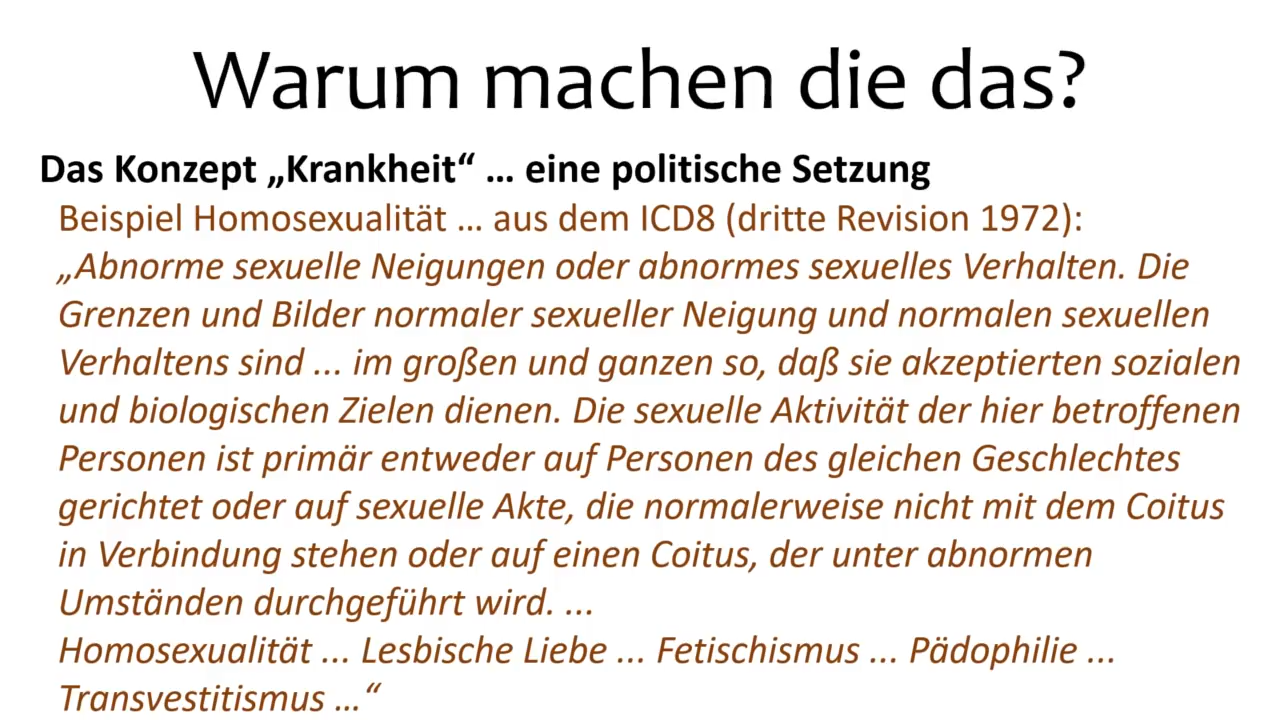 Warum machen die das?
Das Konzept „Krankheit“ … eine politische Setzung
Beispiel Homosexualität … aus dem ICD8 (dritte Revision 1972):
„Abnorme sexuelle Neigungen oder abnormes sexuelles Verhalten. Die
Grenzen und Bilder normaler sexueller Neigung und normalen sexuellen
Verhaltens sind ... im großen und ganzen so, daß sie akzeptierten sozialen
und biologischen Zielen dienen. Die sexuelle Aktivität der hier betroffenen
Personen ist primär entweder auf Personen des gleichen Geschlechtes
gerichtet oder auf sexuelle Akte, die normalerweise nicht mit dem Coitus
in Verbindung stehen oder auf einen Coitus, der unter abnormen
Umständen durchgeführt wird. ...
Homosexualität ... Lesbische Liebe ... Fetischismus ... Pädophilie ...
Transvestitismus …“